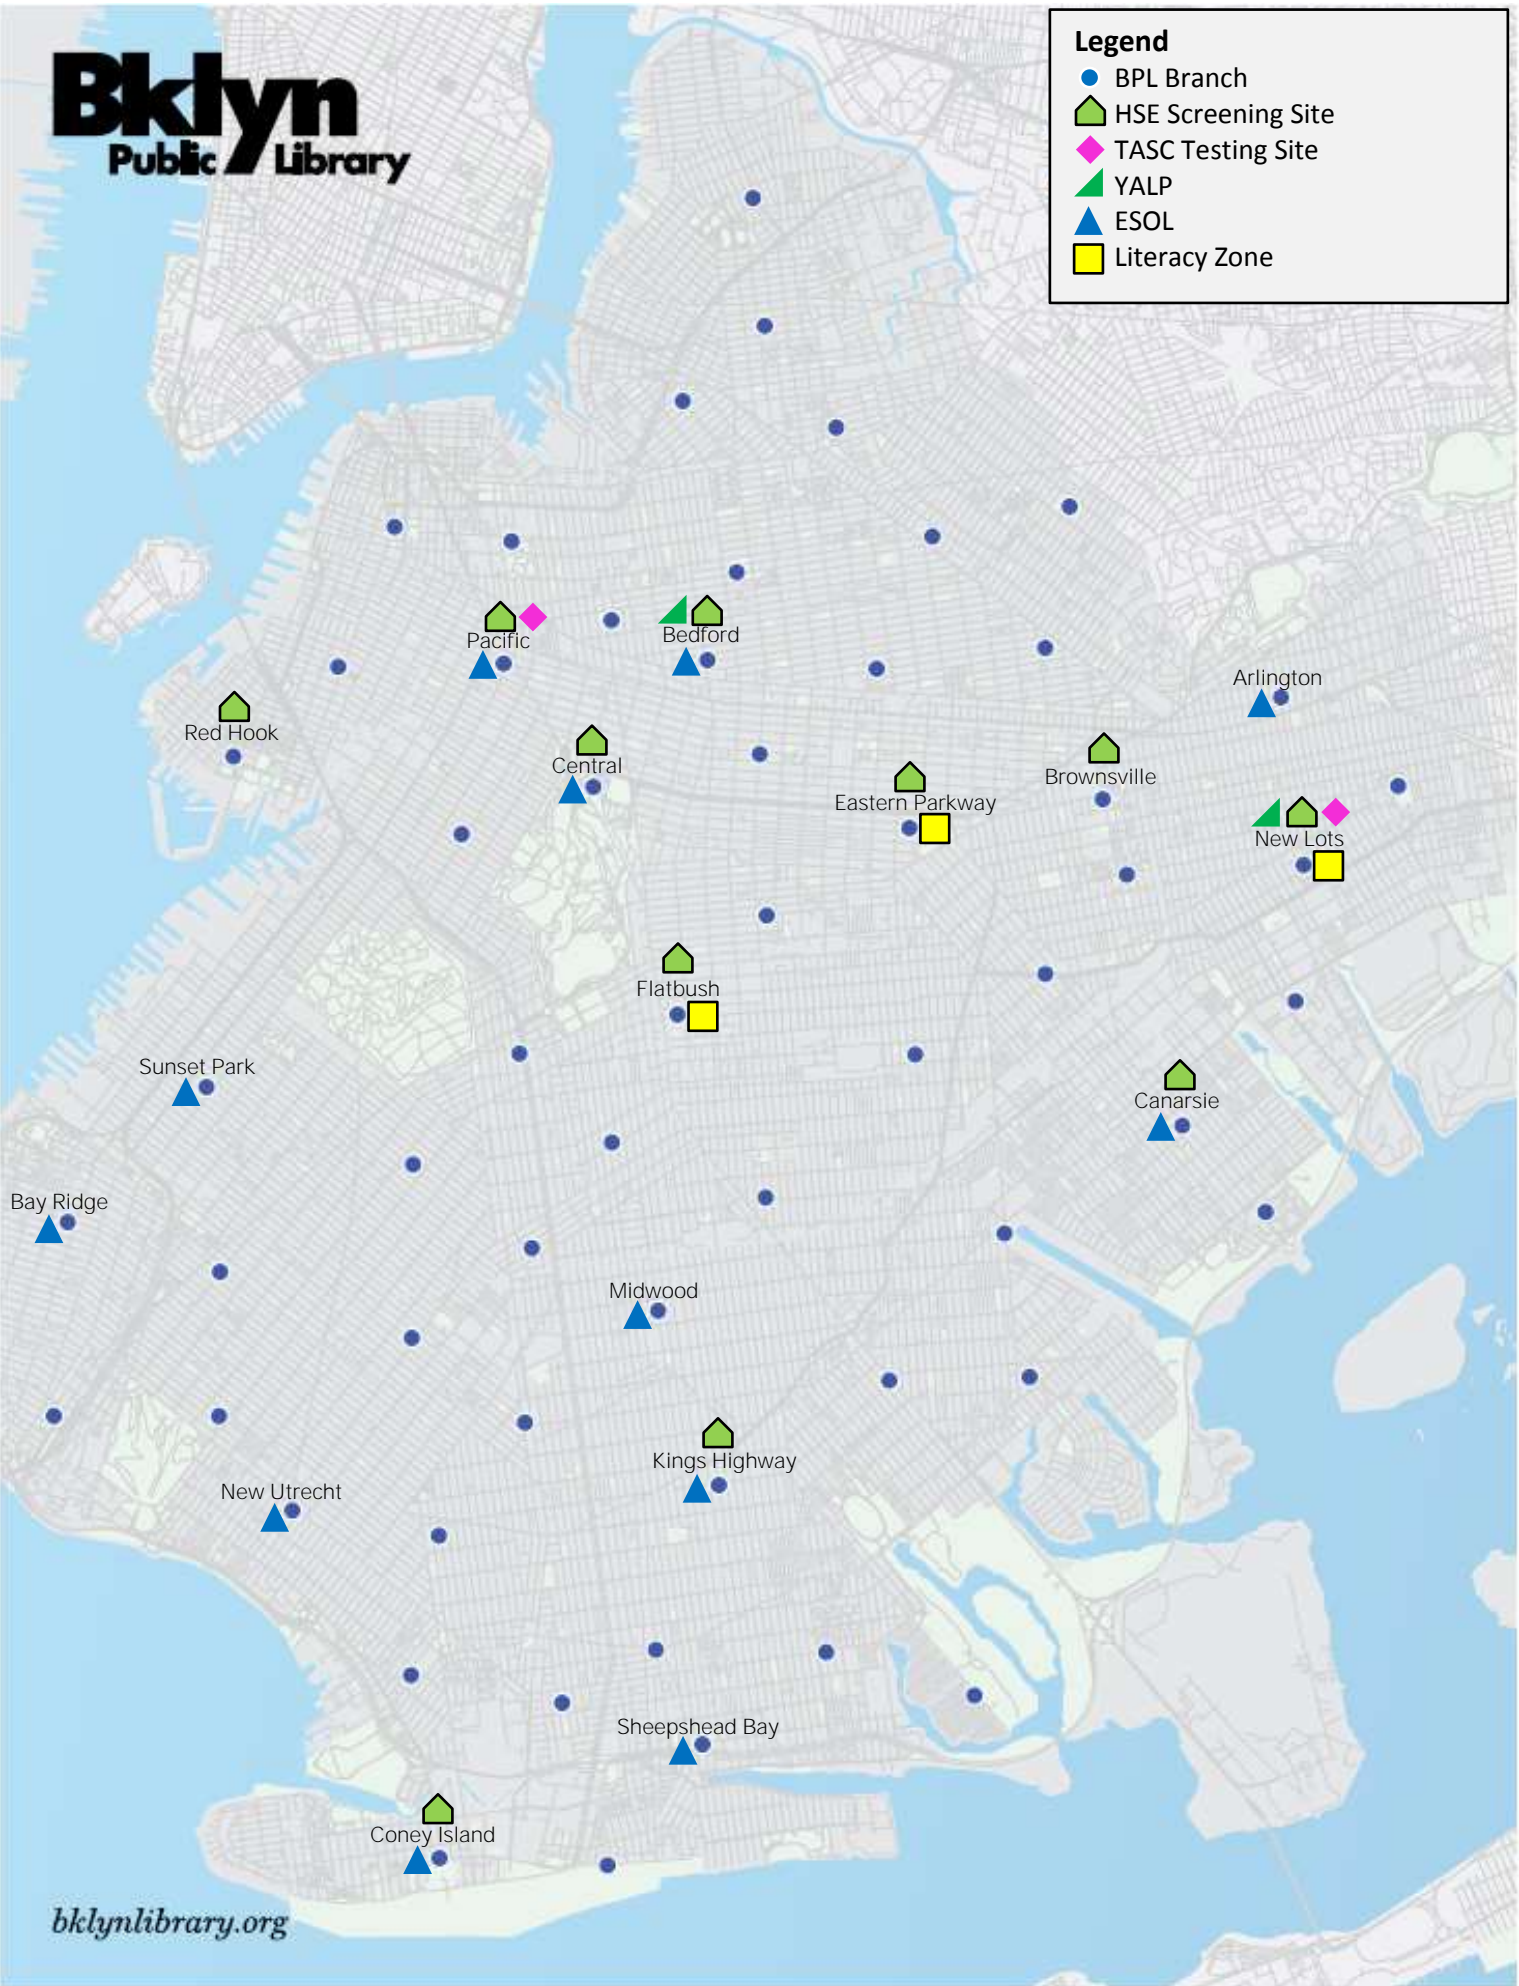 Bklyn
Public Library
Legend
BPL Branch
HSE Screening Site
TASC Testing Site
YALP
ESOL
Literacy Zone
Pacific
Bedford
Arlington
Red Hook
Central
Brownsville
Eastern Parkway
New Lots
Flatbush
Sunset Park
Canarsie
Bay Ridge
Midwood
Kings Highway
New Utrecht
Sheepshead Bay
Coney Island
bklynlibrary.org